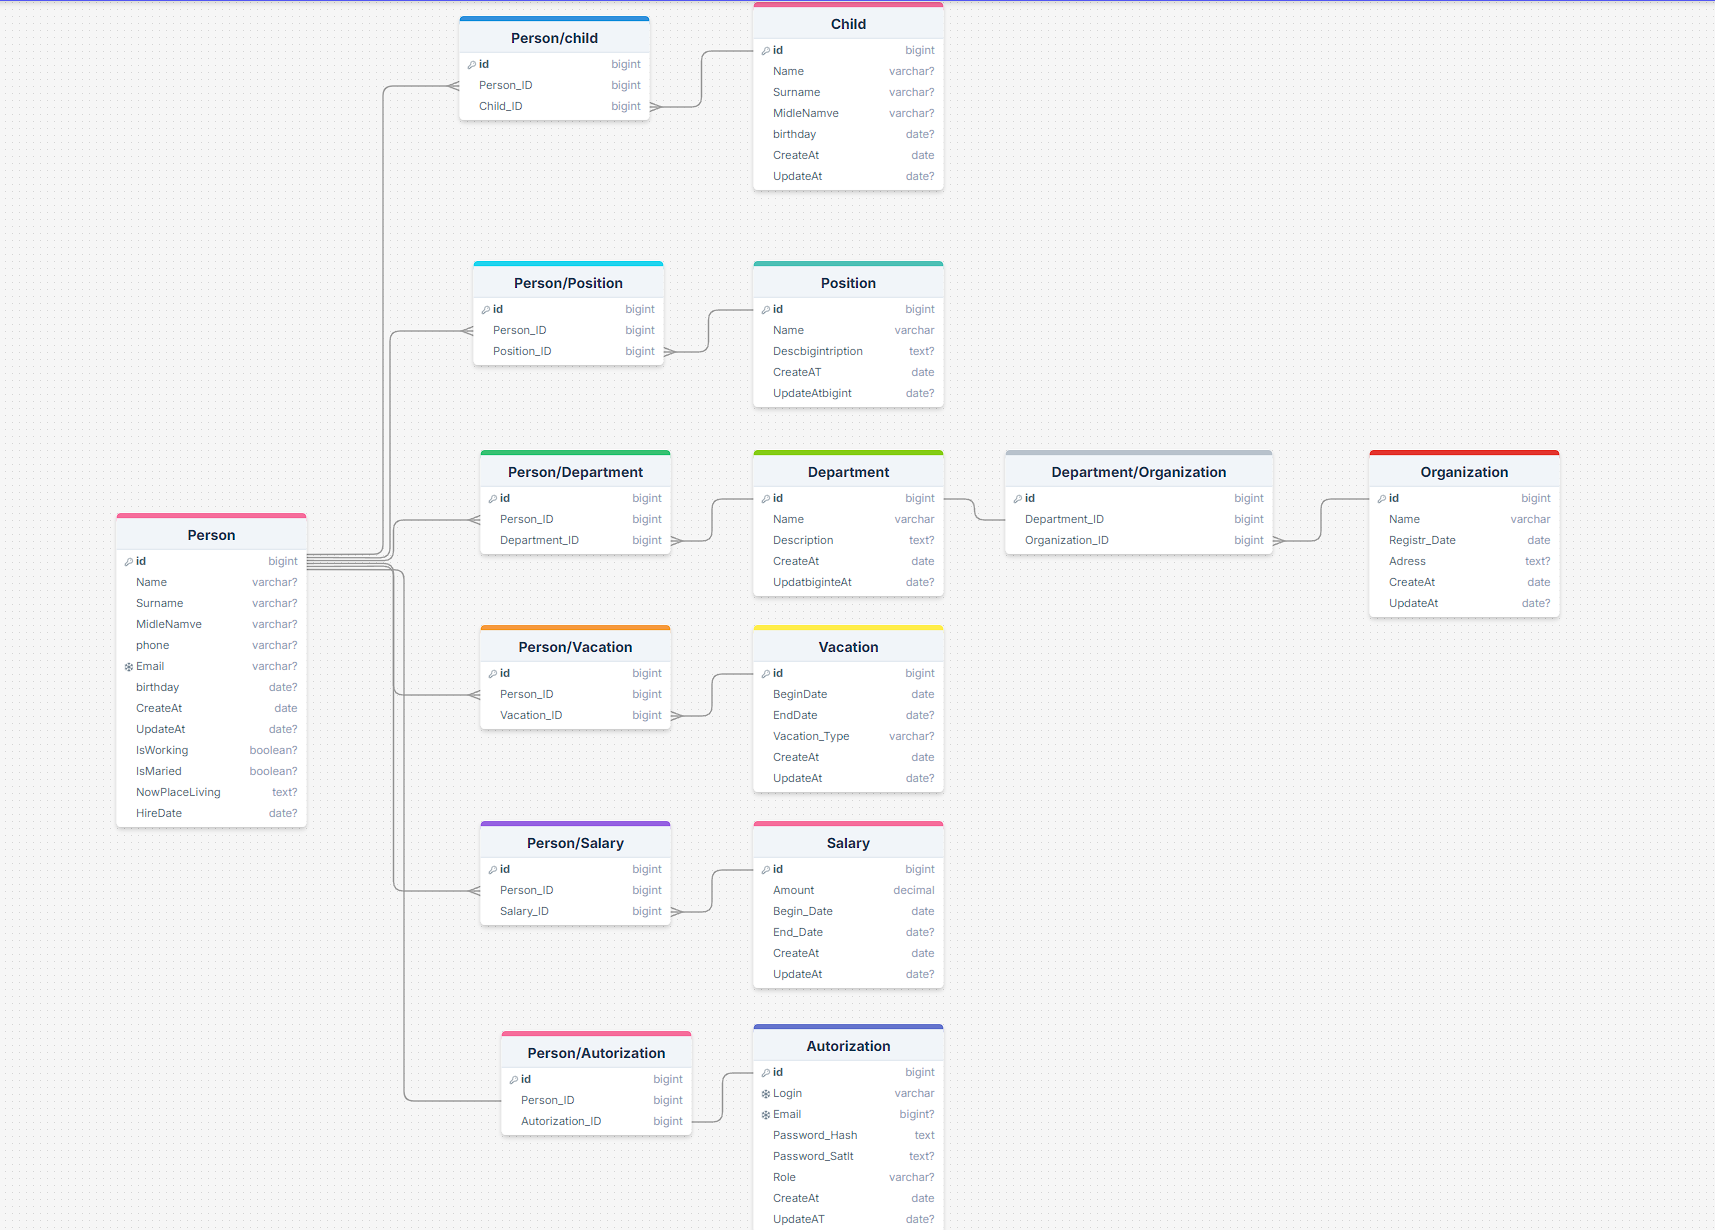 Person/child
id bigint
Person_ID bigint
Child_ID bigint
Child
id bigint
Name varchar?
Surname varchar?
MidleNamve varchar?
birthday date?
CreateAt date
UpdateAt date?
Person/Position
id bigint
Person_ID bigint
Position_ID bigint
Position
id bigint
Name varchar
Descbigintription text?
CreateAT date
UpdateAtbigint date?
Person/Department
id bigint
Person_ID bigint
Department_ID bigint
Department
id bigint
Name varchar
Description text?
CreateAt date
UpdatbiginteAt date?
Department/Organization
id bigint
Department_ID bigint
Organization_ID bigint
Organization
id bigint
Name varchar
Registr_Date date
Adress text?
CreateAt date
UpdateAt date?
Person
id bigint
Name varchar?
Surname varchar?
MidleNamve varchar?
phone varchar?
Email varchar?
birthday date?
CreateAt date
UpdateAt date?
IsWorking boolean?
IsMaried boolean?
NowPlaceLiving text?
HireDate date?
Person/Vacation
id bigint
Person_ID bigint
Vacation_ID bigint
Vacation
id bigint
BeginDate date
EndDate date?
Vacation_Type varchar?
CreateAt date
UpdateAt date?
Person/Salary
id bigint
Person_ID bigint
Salary_ID bigint
Salary
id bigint
Amount decimal
Begin_Date date
End_Date date?
CreateAt date
UpdateAt date?
Person/Autorization
id bigint
Person_ID bigint
Autorization_ID bigint
Autorization
id bigint
Login varchar
Email bigint?
Password_Hash text
Password_Satlt text?
Role varchar?
CreateAt date
UpdateAT date?